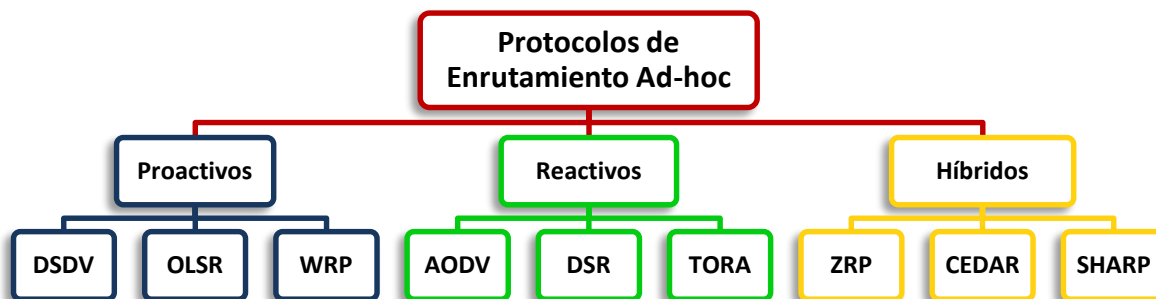 Protocolos de
Enrutamiento Ad-hoc
Proactivos
Reactivos
Híbridos
DSDV
OLSR
WRP
AODV
DSR
TORA
ZRP
CEDAR
SHARP